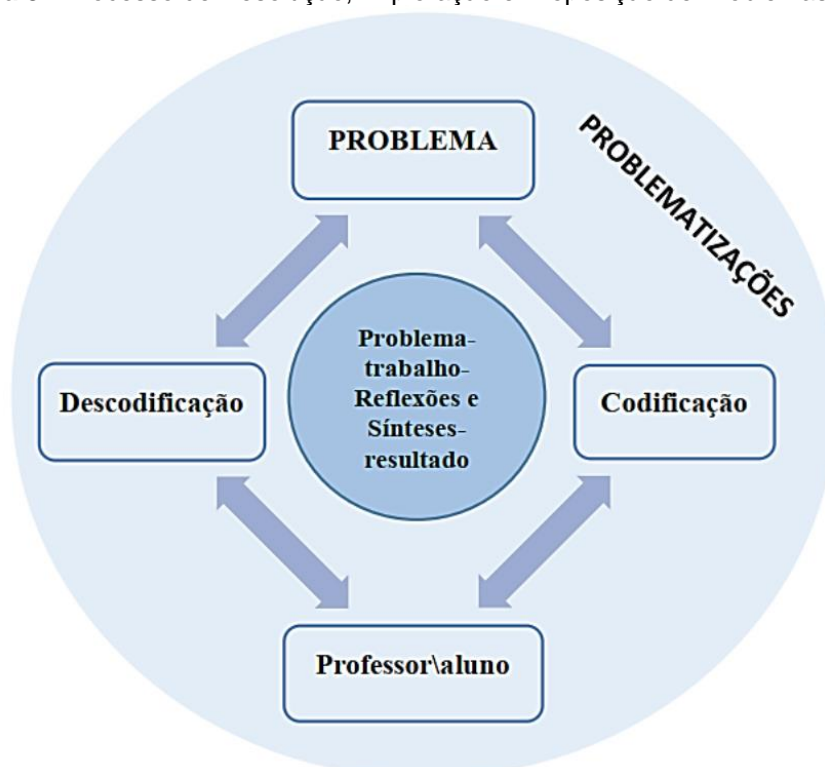 PROBLEMA
PROBLEMATIZAÇÕES
Problema-
trabalho-
Reflexões e
Sínteses-
resultado
Descodificação
Codificação
Professor\aluno